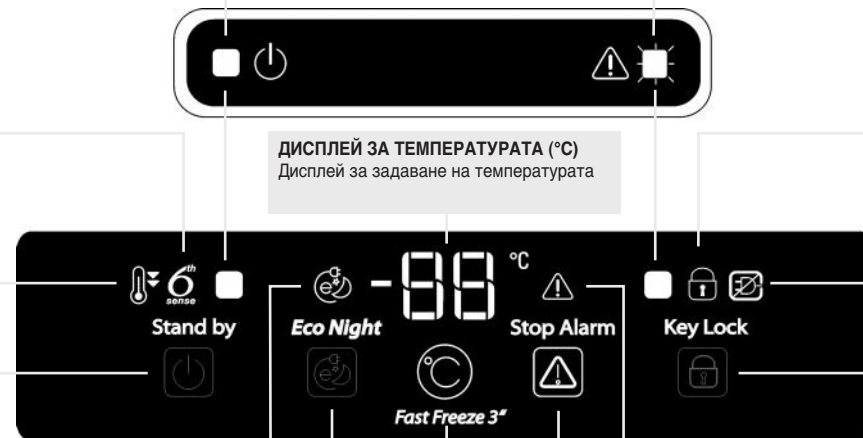 ДИСПЛЕЙ ЗА ТЕМПЕРАТУРАТА (°C)
Дисплей за задаване на температурата
6th sense
-88 °C
Stand by
Eco Night
Stop Alarm
Key Lock
°C
Fast Freeze 3”